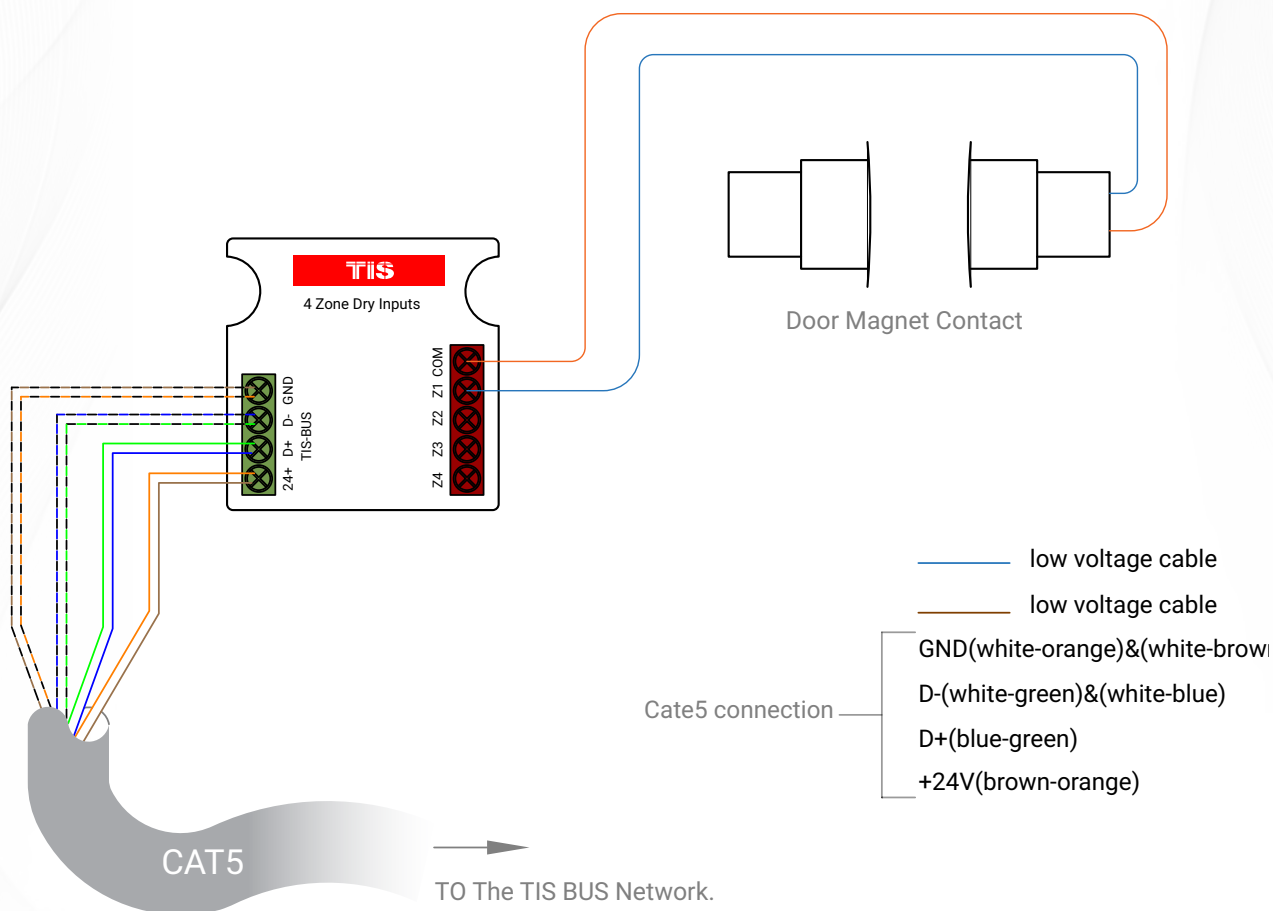 TIS
4 Zone Dry Inputs
GND
D-
D+
24+
TIS-BUS
COM
Z1
Z2
Z3
Z4
Door Magnet Contact
low voltage cable
low voltage cable
Cate5 connection
GND(white-orange)&(white-brown
D-(white-green)&(white-blue)
D+(blue-green)
+24V(brown-orange)
CAT5
TO The TIS BUS Network.